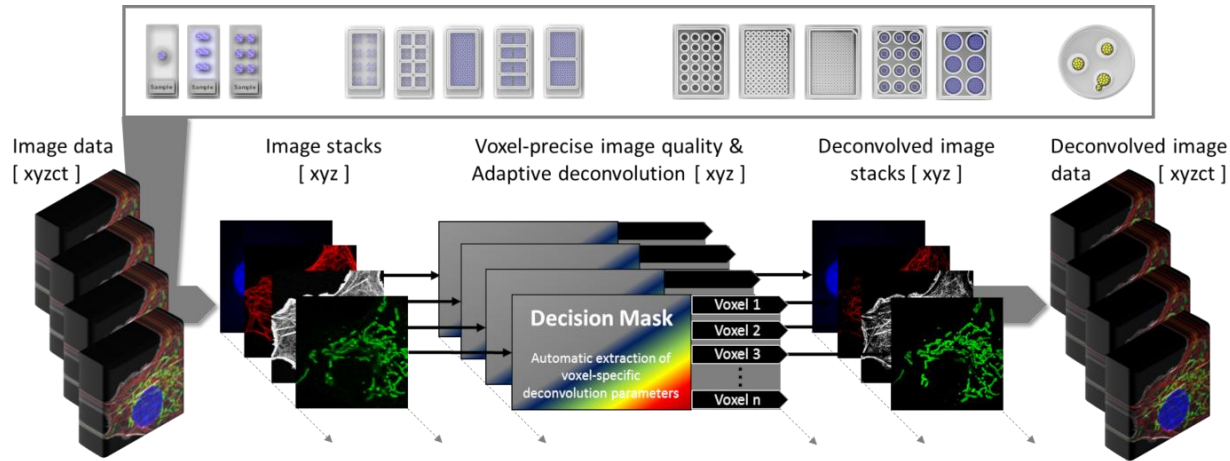 Sample Sample Sample
Image data
[ xyzct ]
Image stacks
[ xyz ]
Voxel-precise image quality &
Adaptive deconvolution [ xyz ]
Deconvolved image
stacks [ xyz ]
Deconvolved image
data [ xyzct ]
Decision Mask
Automatic extraction of
voxel-specific
deconvolution parameters
Voxel 1
Voxel 2
Voxel 3
⋮
Voxel n